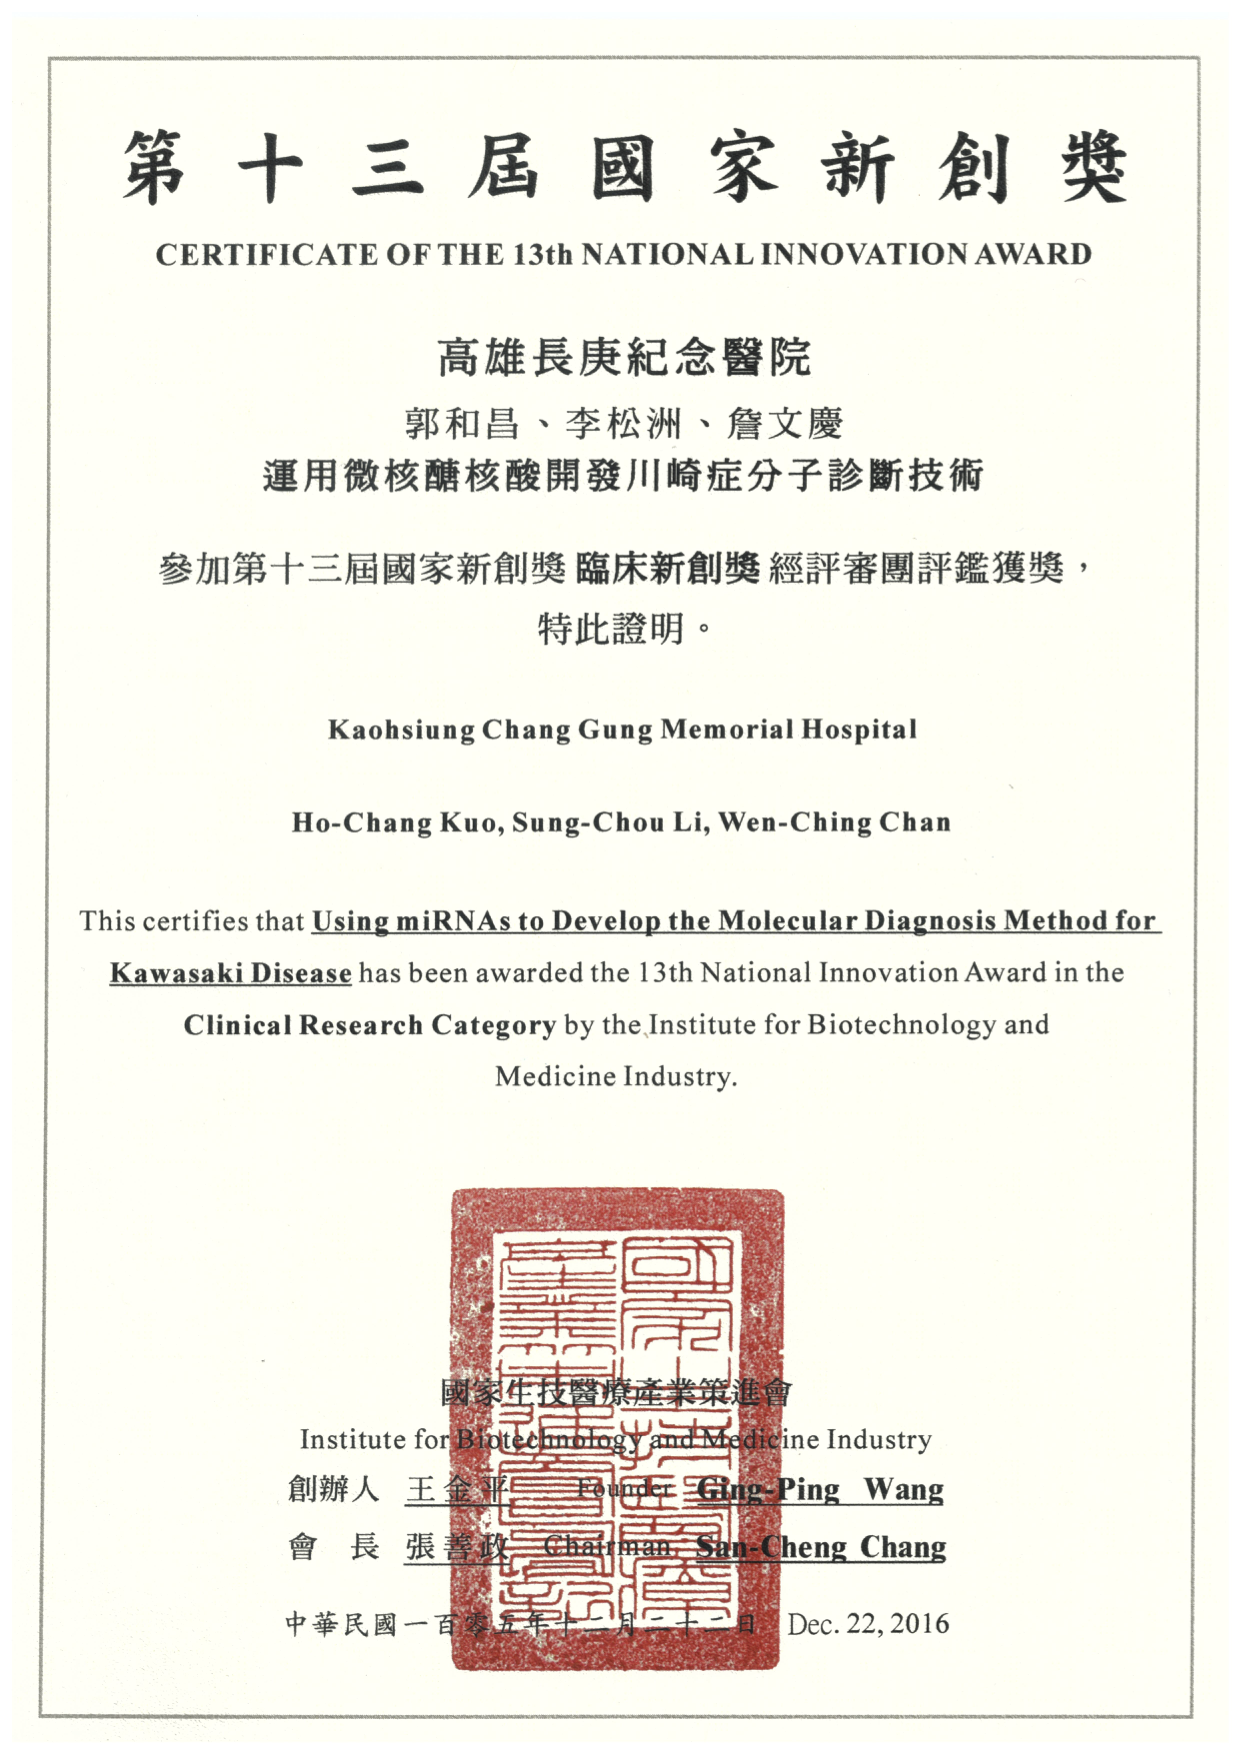 第十三屆國家新創獎
CERTIFICATE OF THE 13th NATIONAL INNOVATION AWARD
高雄長庚紀念醫院
郭和昌、李松洲、詹文慶
運用微核醣核酸開發川崎症分子診斷技術
參加第十三屆國家新創獎 臨床新創獎 經評審團評鑑獲獎，
特此證明。
Kaohsiung Chang Gung Memorial Hospital
Ho-Chang Kuo, Sung-Chou Li, Wen-Ching Chan
This certifies that Using miRNAs to Develop the Molecular Diagnosis Method for
Kawasaki Disease has been awarded the 13th National Innovation Award in the
Clinical Research Category by the Institute for Biotechnology and
Medicine Industry.
國家生技醫療產業策進會
Institute for Biotechnology and Medicine Industry
創辦人 王金平 Founder Ging-Ping Wang
會長 張善政 Chairman San-Cheng Chang
中華民國一百零五年十二月二十二日 Dec. 22, 2016